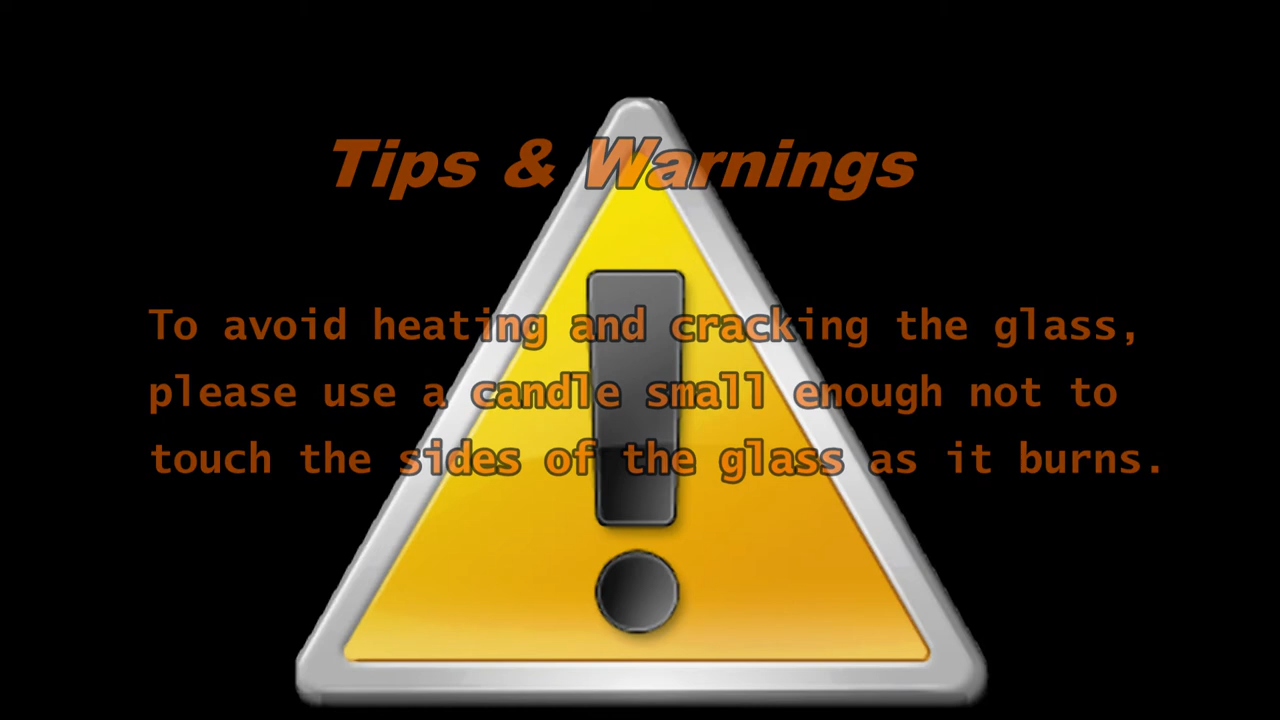 Tips & Warnings
To avoid heating and cracking the glass,
please use a candle small enough not to
touch the sides of the glass as it burns.